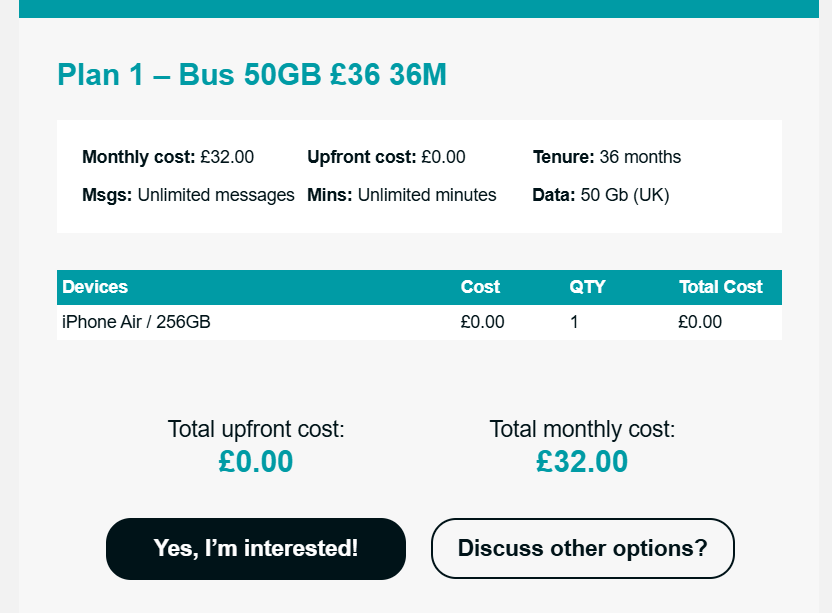 Plan 1 – Bus 50GB £36 36M
Monthly cost: £32.00 Upfront cost: £0.00 Tenure: 36 months
Msgs: Unlimited messages Mins: Unlimited minutes Data: 50 Gb (UK)
Devices Cost QTY Total Cost
iPhone Air / 256GB £0.00 1 £0.00
Total upfront cost: Total monthly cost:
£0.00 £32.00
Yes, I’m interested! Discuss other options?